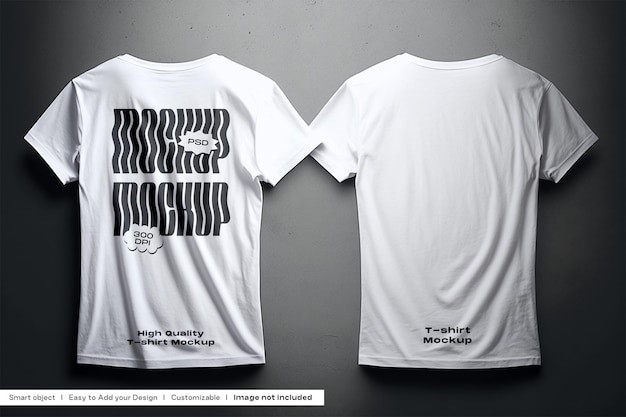 MOCKUP
PSD
MOCKUP
300
DPI
High Quality
T-shirt Mockup
T-shirt
Mockup
Smart object | Easy to Add your Design | Customizable | Image not included